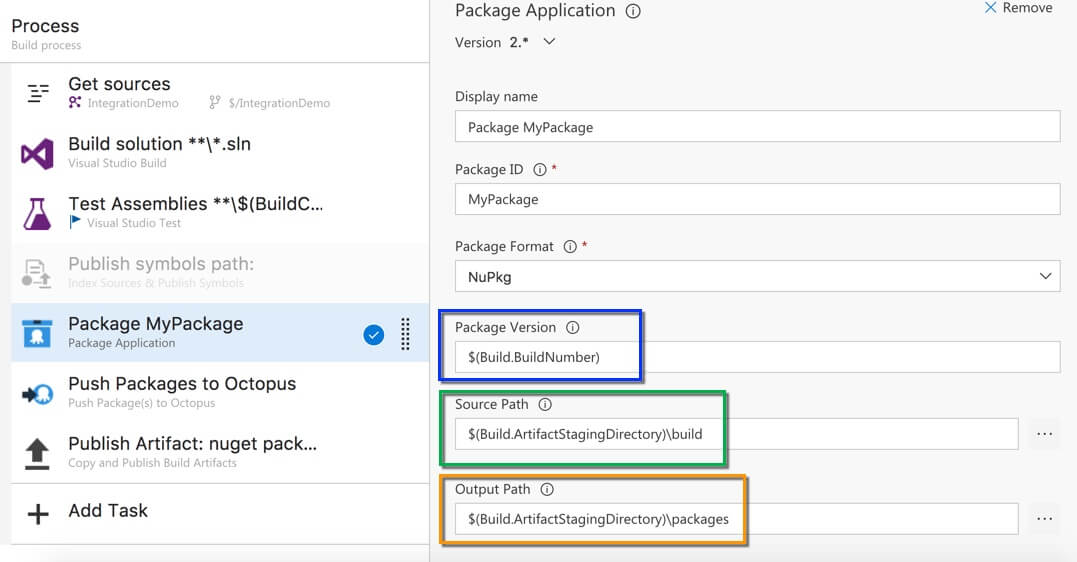 Process
Build process
Get sources
IntegrationDemo $/IntegrationDemo
Build solution **\*.sln
Visual Studio Build
Test Assemblies **\$(BuildC...
Visual Studio Test
Publish symbols path:
Index Sources & Publish Symbols
Package MyPackage
Package Application
Push Packages to Octopus
Push Package(s) to Octopus
Publish Artifact: nuget pack...
Copy and Publish Build Artifacts
Add Task
Package Application
Remove
Version 2.*
Display name
Package MyPackage
Package ID *
MyPackage
Package Format *
NuPkg
Package Version
$(Build.BuildNumber)
Source Path
$(Build.ArtifactStagingDirectory)\build
...
Output Path
$(Build.ArtifactStagingDirectory)\packages
...